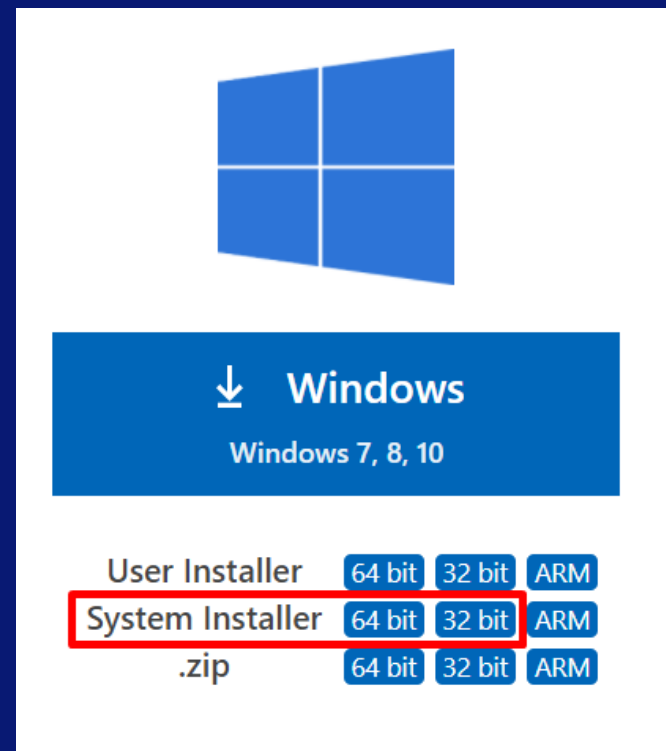 Windows
Windows 7, 8, 10
User Installer 64 bit 32 bit ARM
System Installer 64 bit 32 bit ARM
.zip 64 bit 32 bit ARM